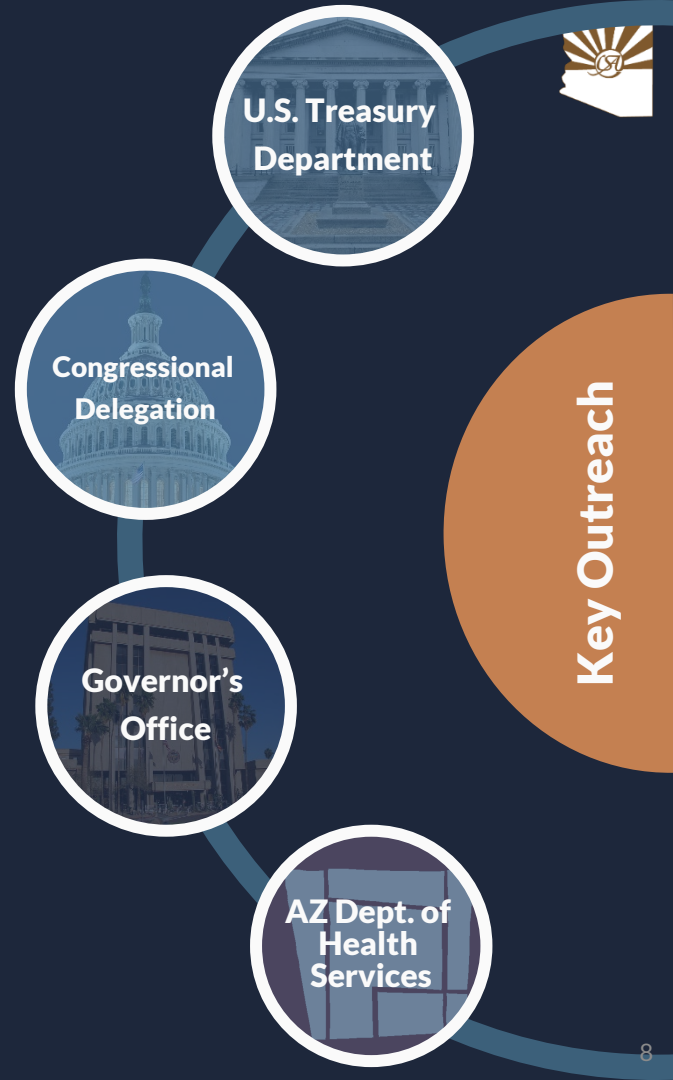 U.S. Treasury
Department
Congressional
Delegation
Key Outreach
Governor’s
Office
AZ Dept. of
Health
Services
8